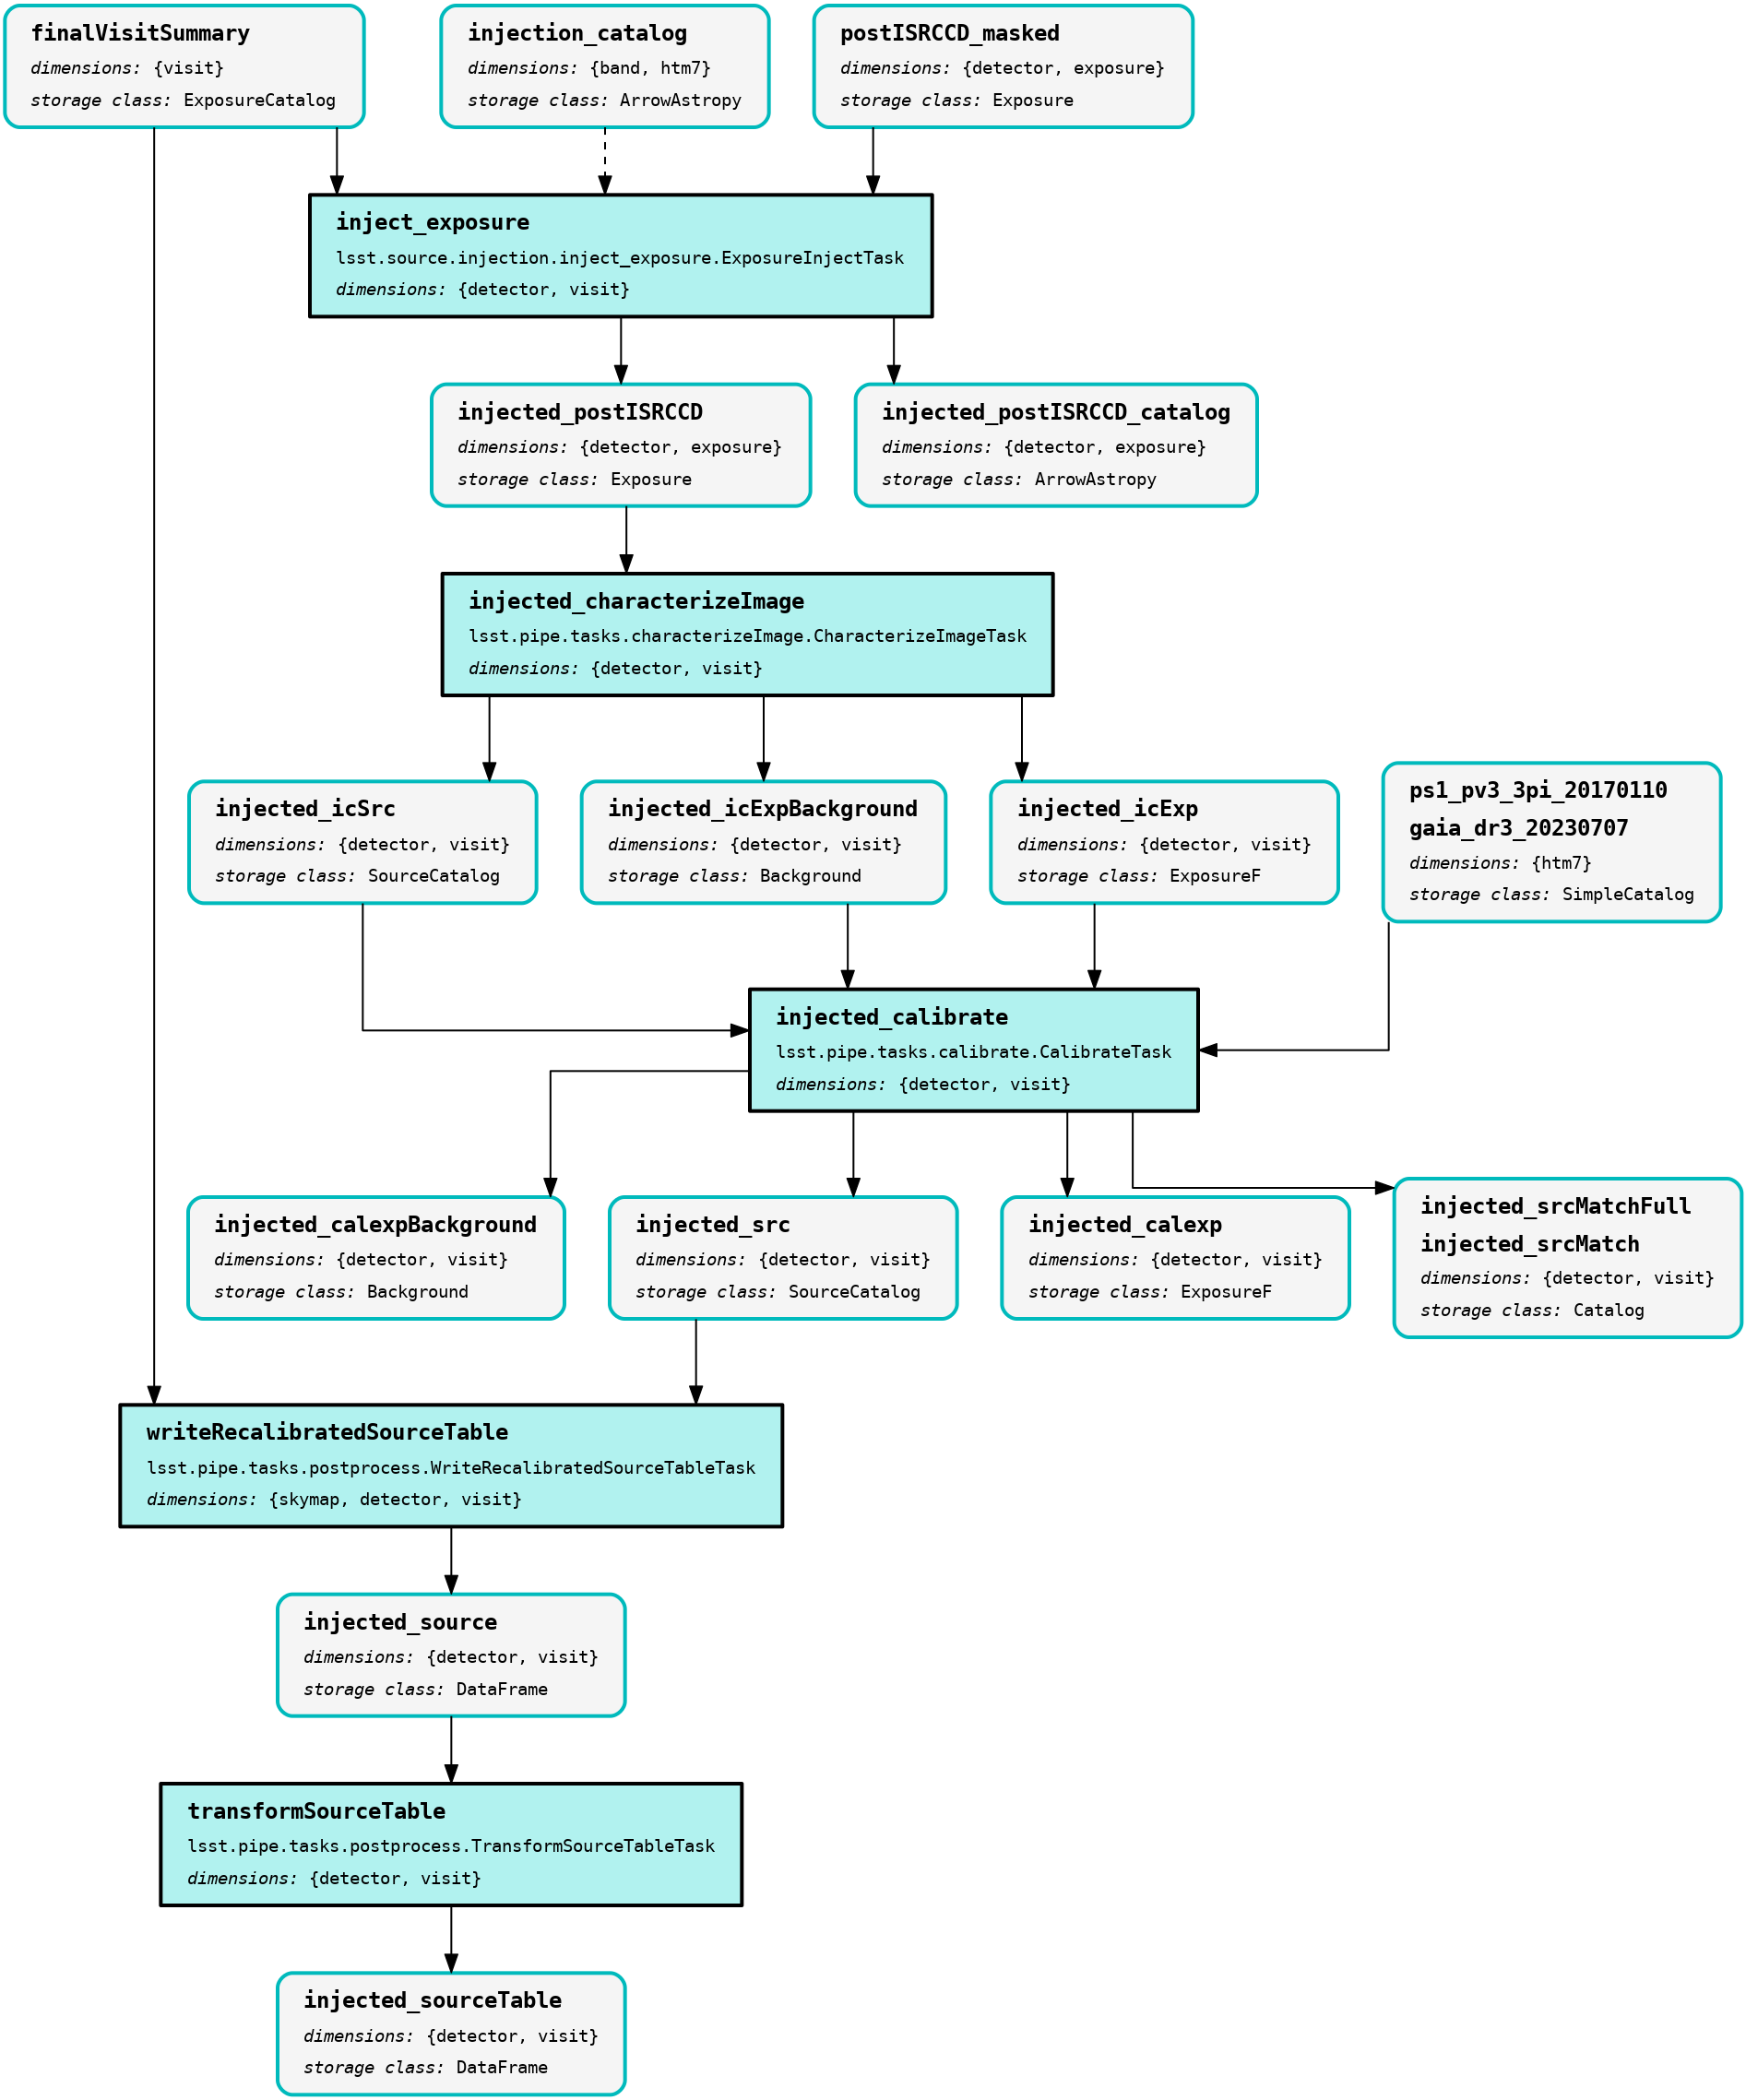 finalVisitSummary
dimensions: {visit}
storage class: ExposureCatalog
injection_catalog
dimensions: {band, htm7}
storage class: ArrowAstropy
postISRCCD_masked
dimensions: {detector, exposure}
storage class: Exposure
inject_exposure
lsst.source.injection.inject_exposure.ExposureInjectTask
dimensions: {detector, visit}
injected_postISRCCD
dimensions: {detector, exposure}
storage class: Exposure
injected_postISRCCD_catalog
dimensions: {detector, exposure}
storage class: ArrowAstropy
injected_characterizeImage
lsst.pipe.tasks.characterizeImage.CharacterizeImageTask
dimensions: {detector, visit}
injected_icSrc
dimensions: {detector, visit}
storage class: SourceCatalog
injected_icExpBackground
dimensions: {detector, visit}
storage class: Background
injected_icExp
dimensions: {detector, visit}
storage class: ExposureF
ps1_pv3_3pi_20170110
gaia_dr3_20230707
dimensions: {htm7}
storage class: SimpleCatalog
injected_calibrate
lsst.pipe.tasks.calibrate.CalibrateTask
dimensions: {detector, visit}
injected_calexpBackground
dimensions: {detector, visit}
storage class: Background
injected_src
dimensions: {detector, visit}
storage class: SourceCatalog
injected_calexp
dimensions: {detector, visit}
storage class: ExposureF
injected_srcMatchFull
injected_srcMatch
dimensions: {detector, visit}
storage class: Catalog
writeRecalibratedSourceTable
lsst.pipe.tasks.postprocess.WriteRecalibratedSourceTableTask
dimensions: {skymap, detector, visit}
injected_source
dimensions: {detector, visit}
storage class: DataFrame
transformSourceTable
lsst.pipe.tasks.postprocess.TransformSourceTableTask
dimensions: {detector, visit}
injected_sourceTable
dimensions: {detector, visit}
storage class: DataFrame